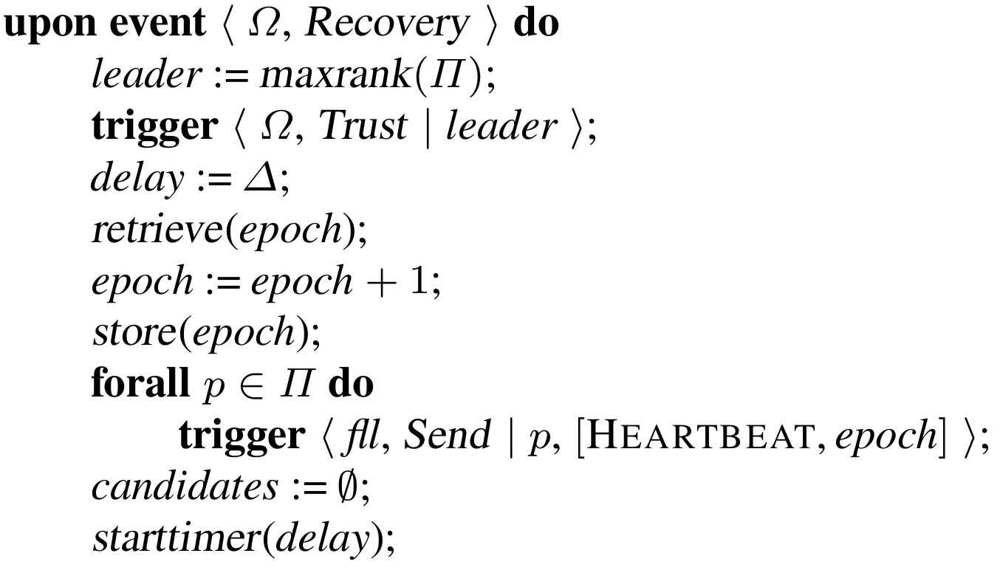 upon event ⟨ Ω, Recovery ⟩ do
leader := maxrank(Π);
trigger ⟨ Ω, Trust | leader ⟩;
delay := Δ;
retrieve(epoch);
epoch := epoch + 1;
store(epoch);
forall p ∈ Π do
trigger ⟨ fll, Send | p, [HEARTBEAT, epoch] ⟩;
candidates := ∅;
starttimer(delay);